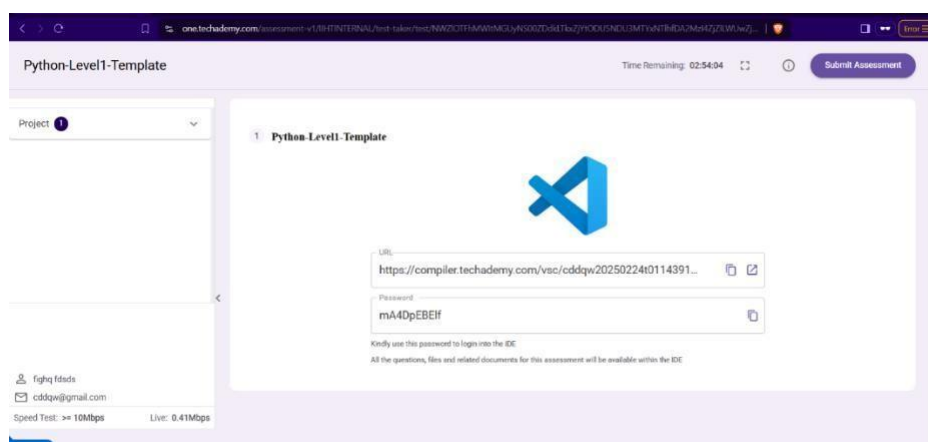 one.techademy.com
Error
Python-Level1-Template
Time Remaining: 02:54:04
Submit Assessment
Project 1
1 Python-Level1-Template
URL
https://compiler.techademy.com/vsc/cddqw20250224t0114391...
Password
mA4DpEBElf
Kindly use this password to login into the IDE
All the questions, files and related documents for this assessment will be available within the IDE
fighq fdsds
cddqw@gmail.com
Speed Test: >= 10Mbps Live: 0.41Mbps